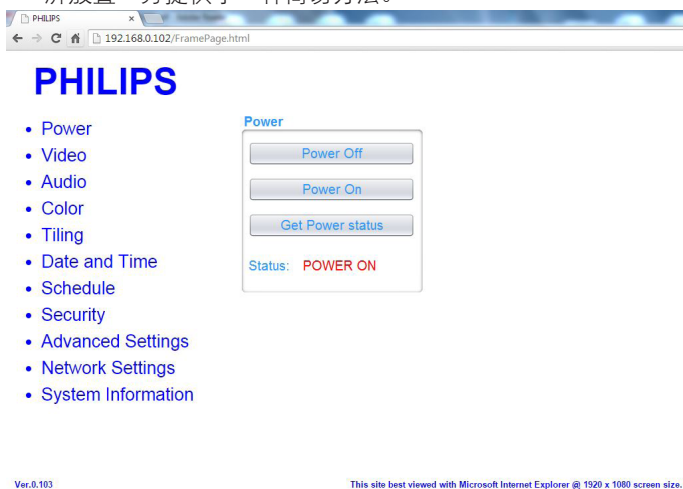 PHILIPS
192.168.0.102/FramePage.html
PHILIPS
• Power
• Video
• Audio
• Color
• Tiling
• Date and Time
• Schedule
• Security
• Advanced Settings
• Network Settings
• System Information
Power
Power Off
Power On
Get Power status
Status: POWER ON
Ver.0.103
This site best viewed with Microsoft Internet Explorer @ 1920 x 1080 screen size.